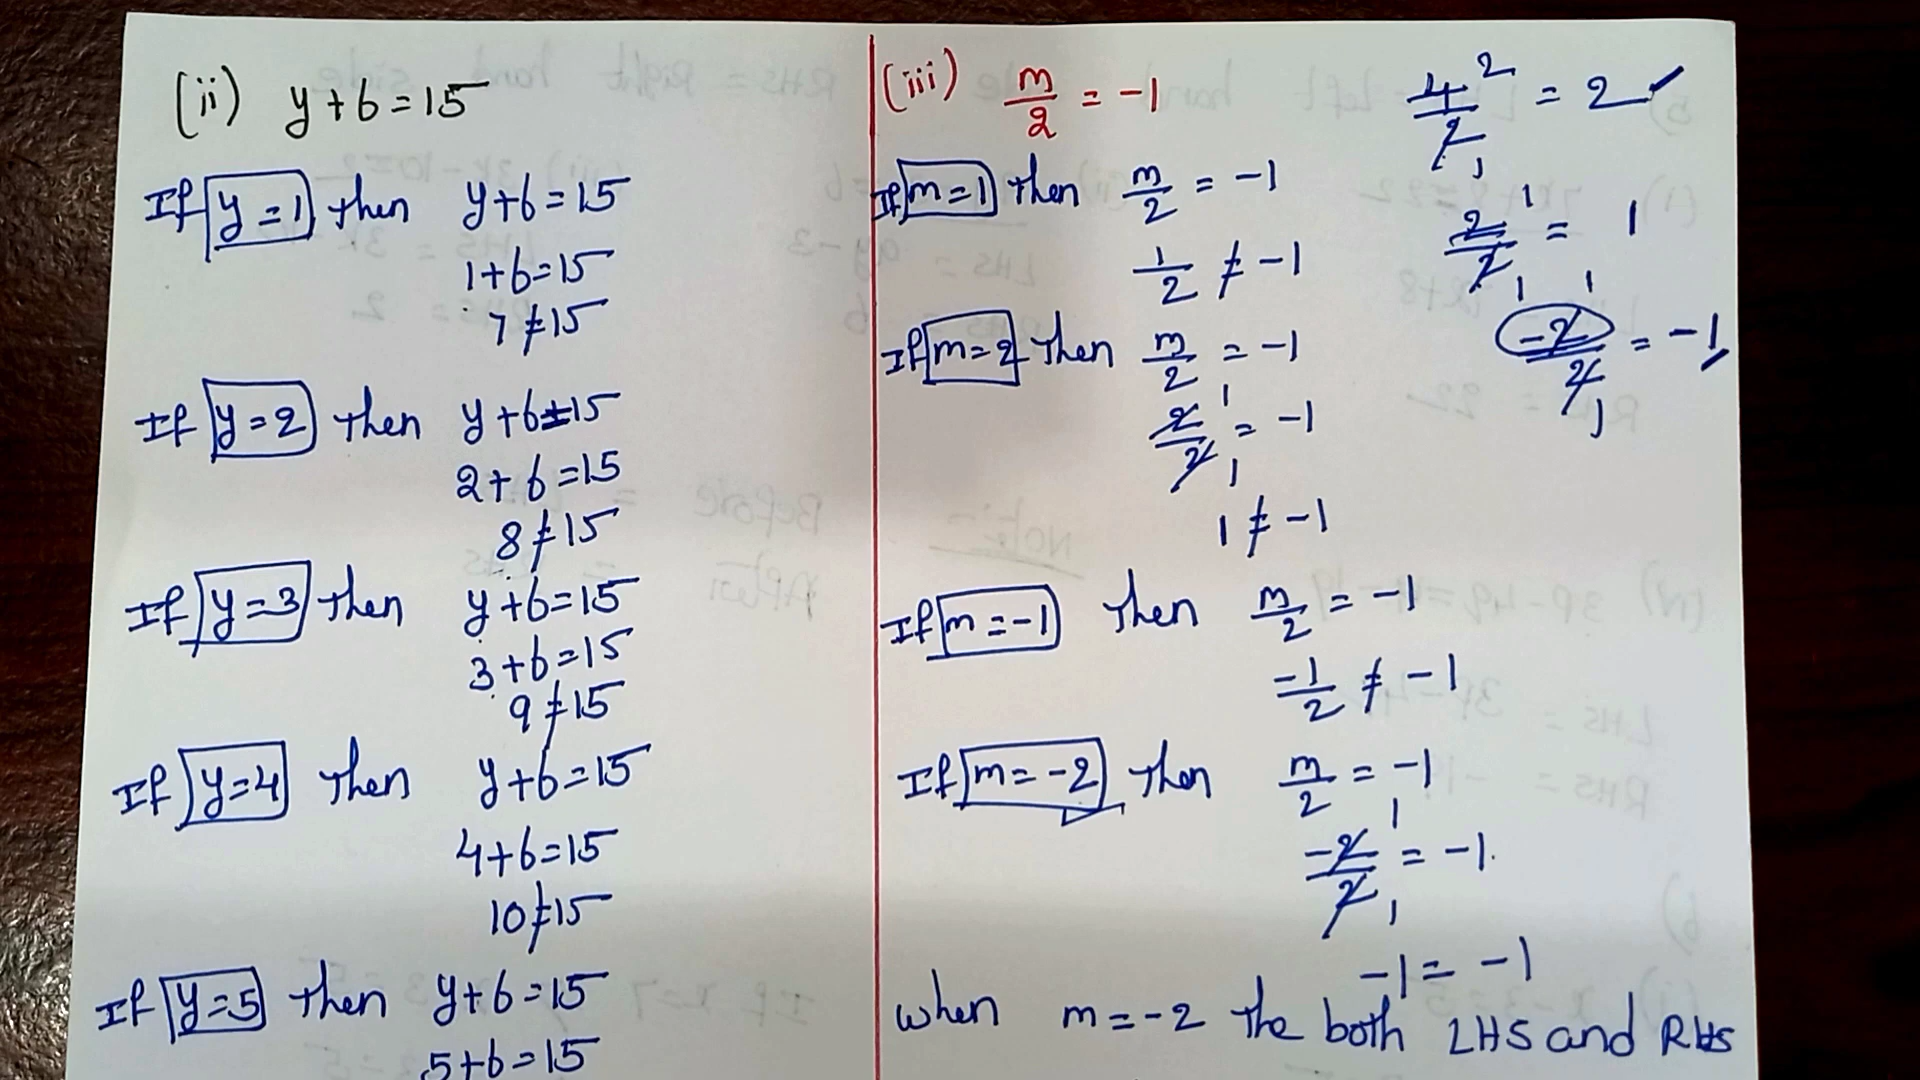 (ii) y+6=15
If y=1 then y+6=15
1+6=15
7≠15
If y=2 then y+6=15
2+6=15
8≠15
If y=3 then y+6=15
3+6=15
9≠15
If y=4 then y+6=15
4+6=15
10≠15
If y=5 then y+6=15
5+6=15
(iii) m/2 = -1
If m=1 then m/2 = -1
1/2 ≠ -1
If m=2 then m/2 = -1
2/2 = -1
1 ≠ -1
If m=-1 then m/2 = -1
-1/2 ≠ -1
If m=-2 then m/2 = -1
-2/2 = -1
-1 = -1
when m=-2 the both LHS and RHS
4/2 = 2
2/2 = 1
-2/2 = -1